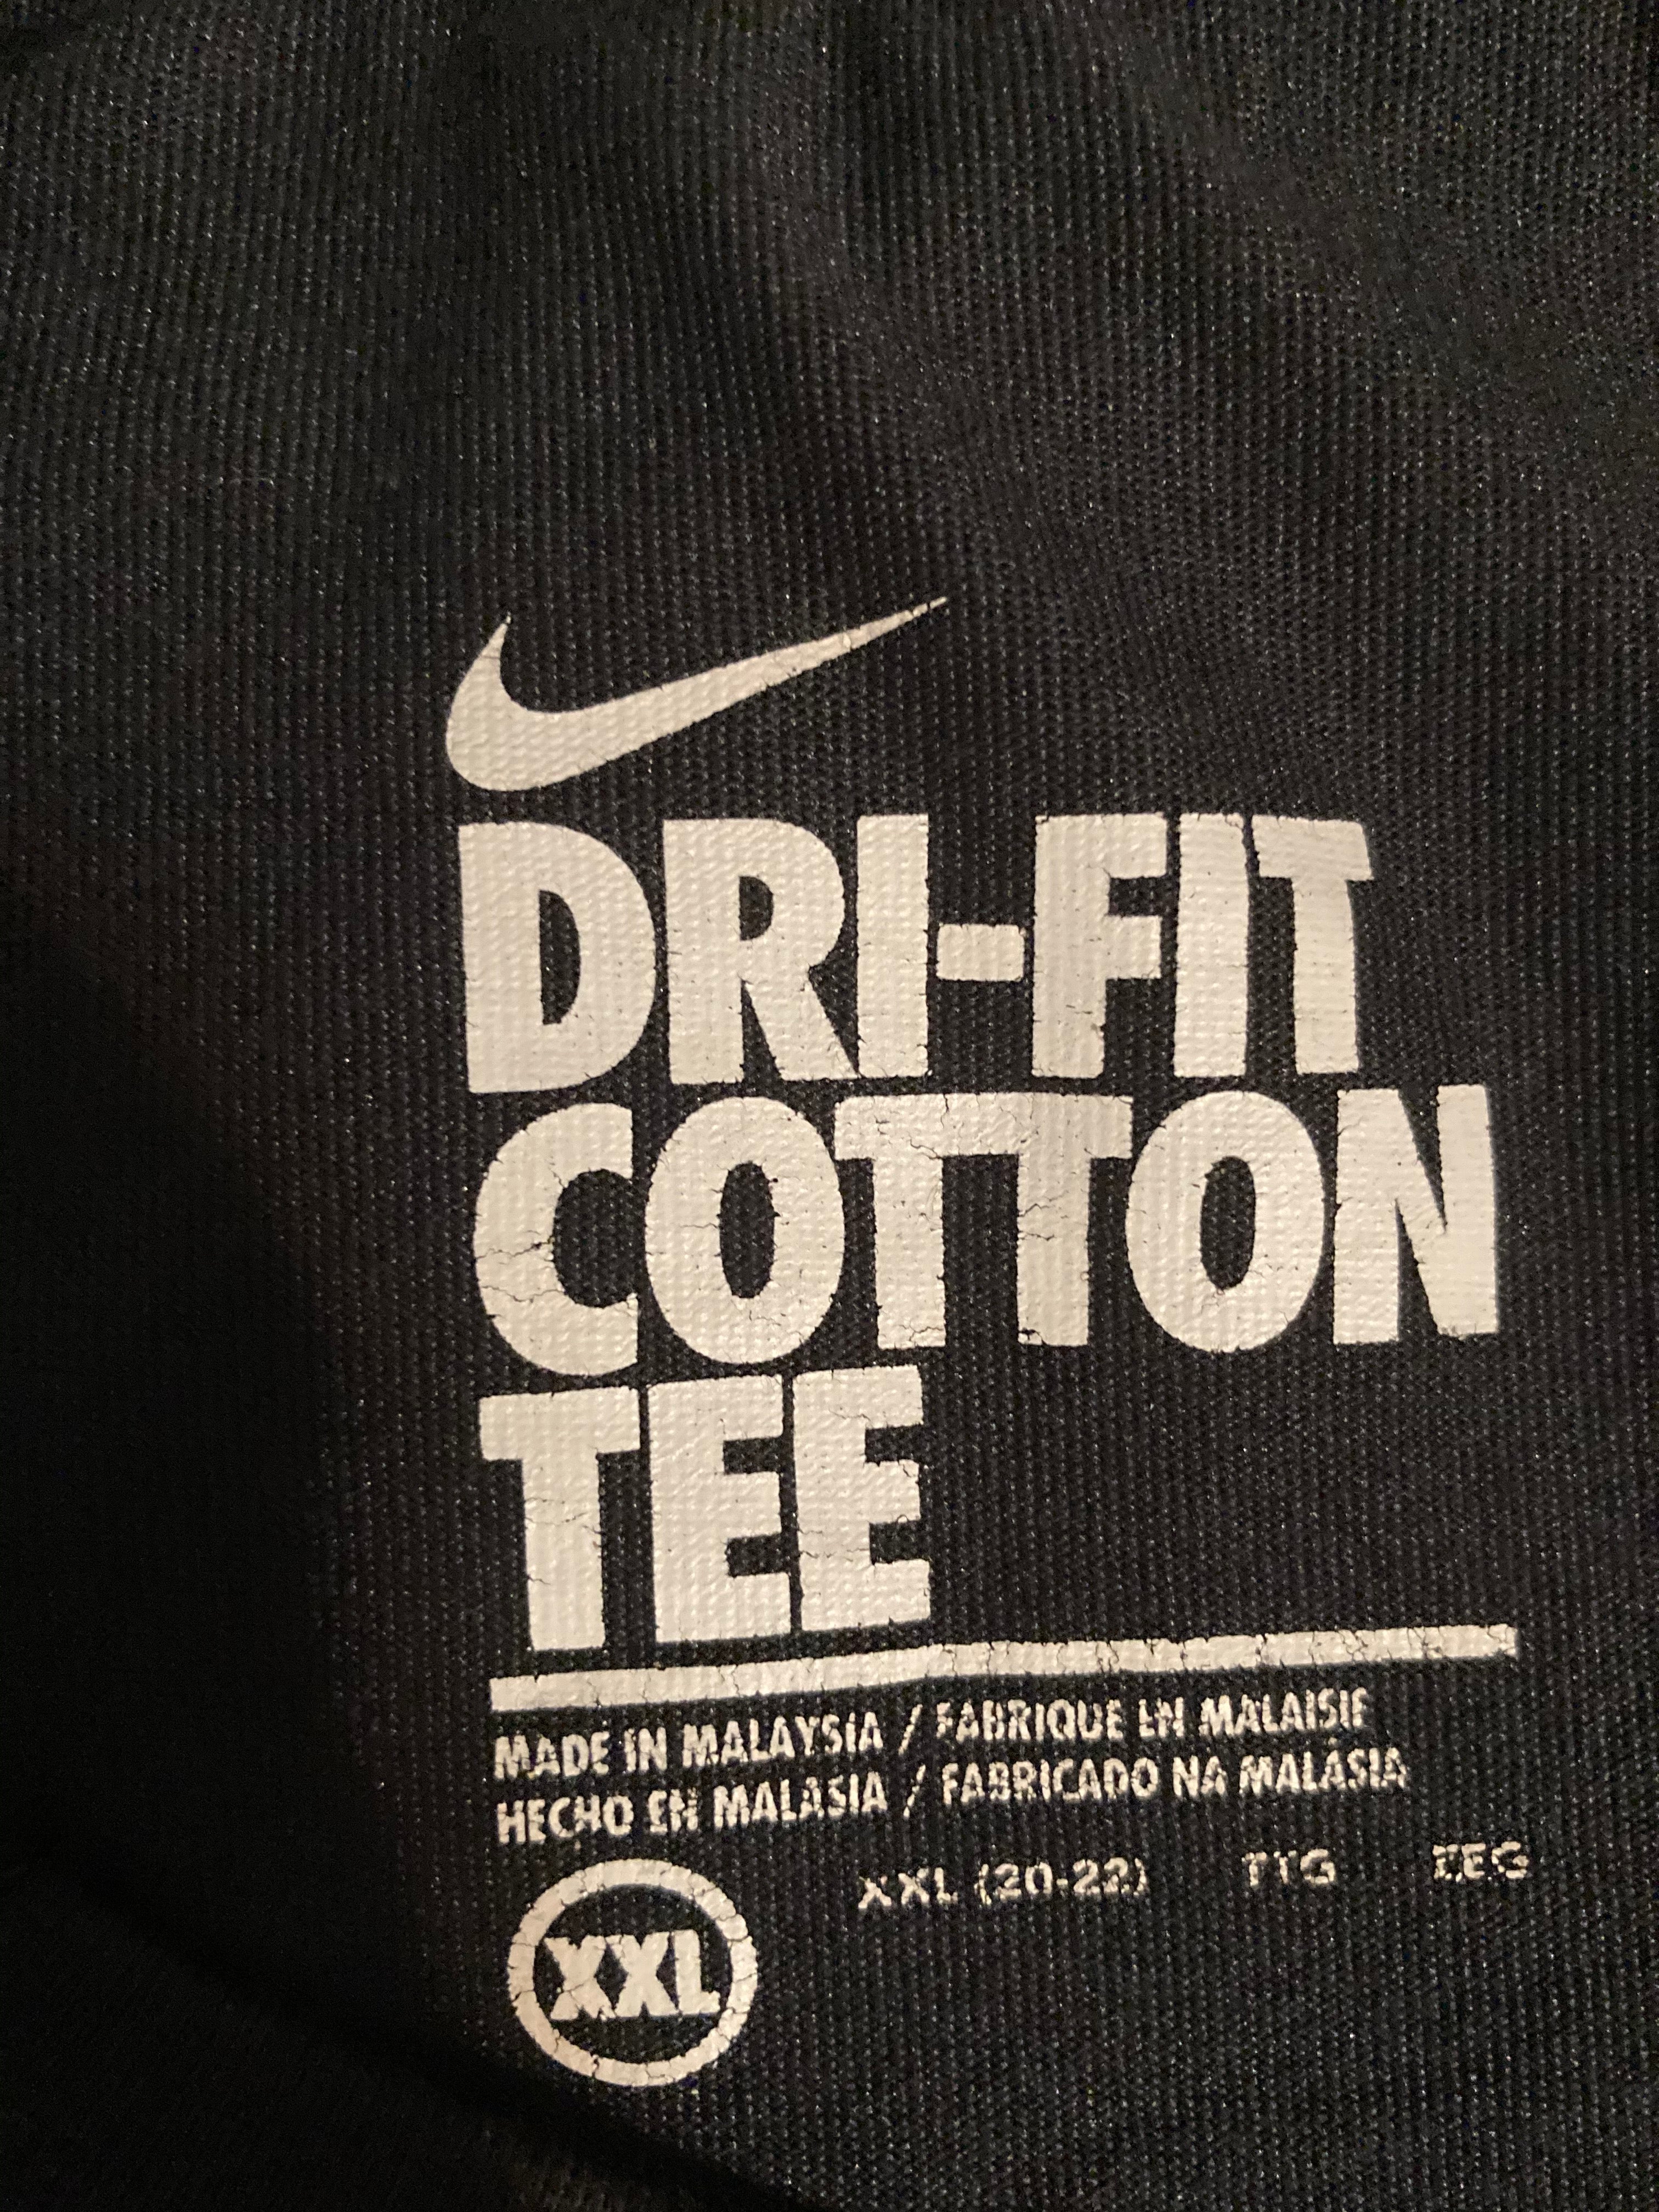 DRI-FIT
COTTON
TEE
MADE IN MALAYSIA / FABRIQUE EN MALAISIE
HECHO EN MALASIA / FABRICADO NA MALÁSIA
XXL (20-22) TTG EEG
XXL